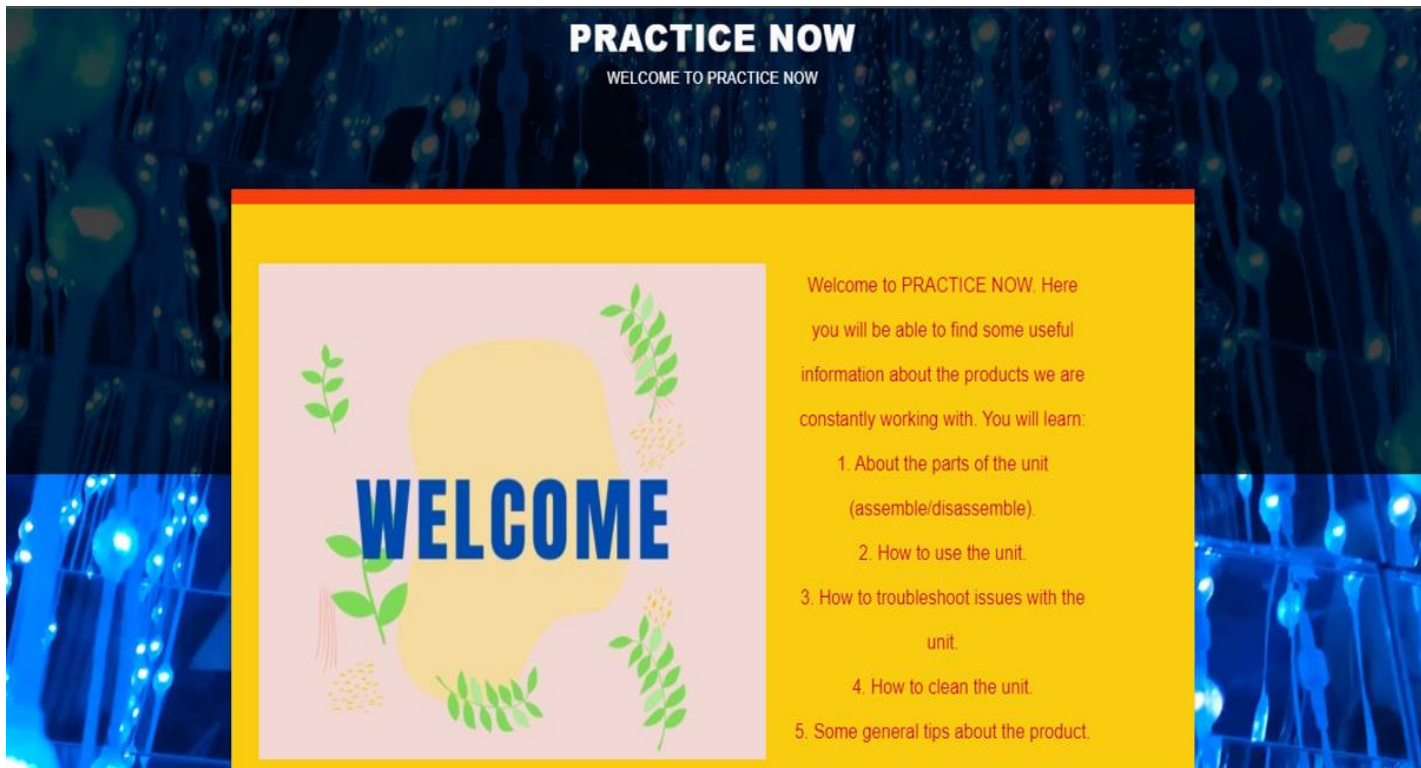 PRACTICE NOW
WELCOME TO PRACTICE NOW
WELCOME
Welcome to PRACTICE NOW. Here
you will be able to find some useful
information about the products we are
constantly working with. You will learn:
1. About the parts of the unit
(assemble/disassemble).
2. How to use the unit.
3. How to troubleshoot issues with the
unit.
4. How to clean the unit.
5. Some general tips about the product.